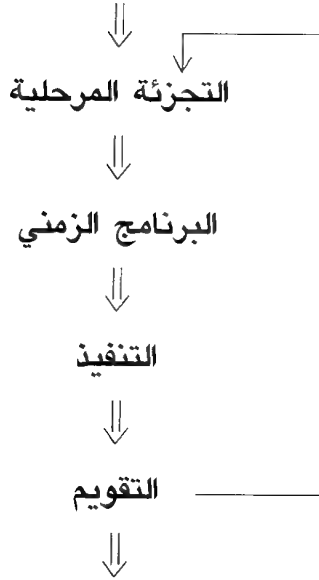 التجزئة المرحلية
البرنامج الزمني
التنفيذ
التقويم